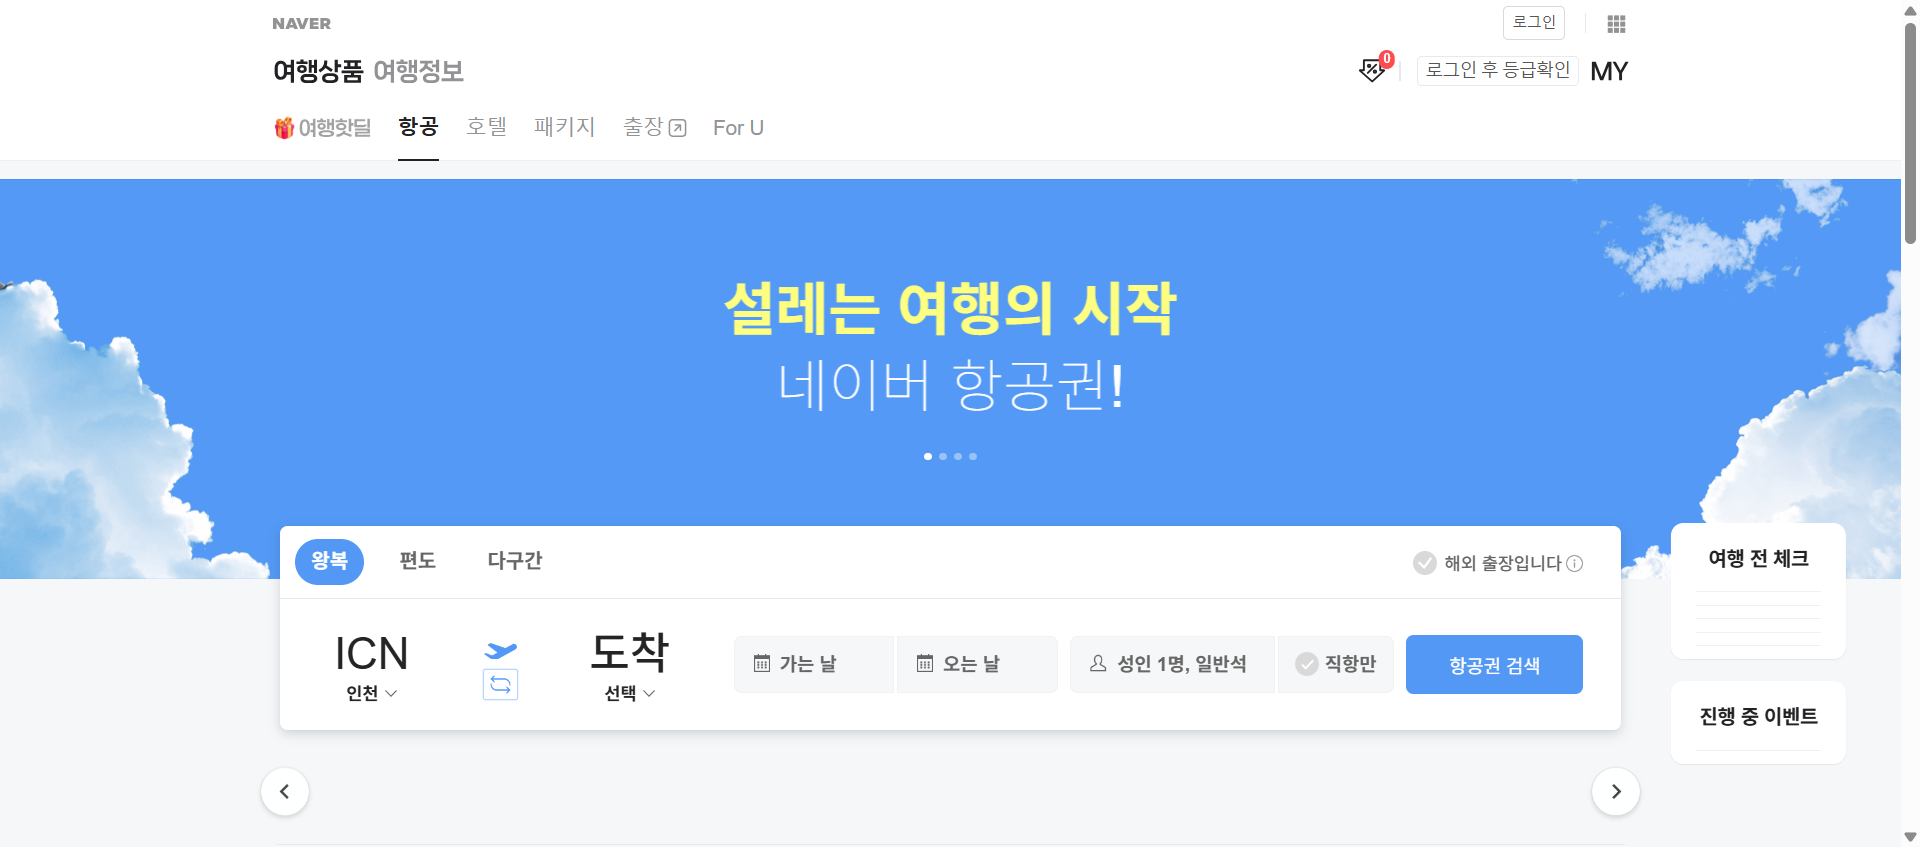 NAVER
로그인
여행상품 여행정보
0
로그인 후 등급확인
MY
여행핫딜
항공
호텔
패키지
출장
For U
설레는 여행의 시작
네이버 항공권!
왕복
편도
다구간
해외 출장입니다
ICN
인천
도착
선택
가는 날
오는 날
성인 1명, 일반석
직항만
항공권 검색
여행 전 체크
진행 중 이벤트